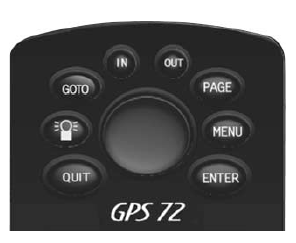 IN OUT
GOTO PAGE
MENU
QUIT ENTER
GPS 72